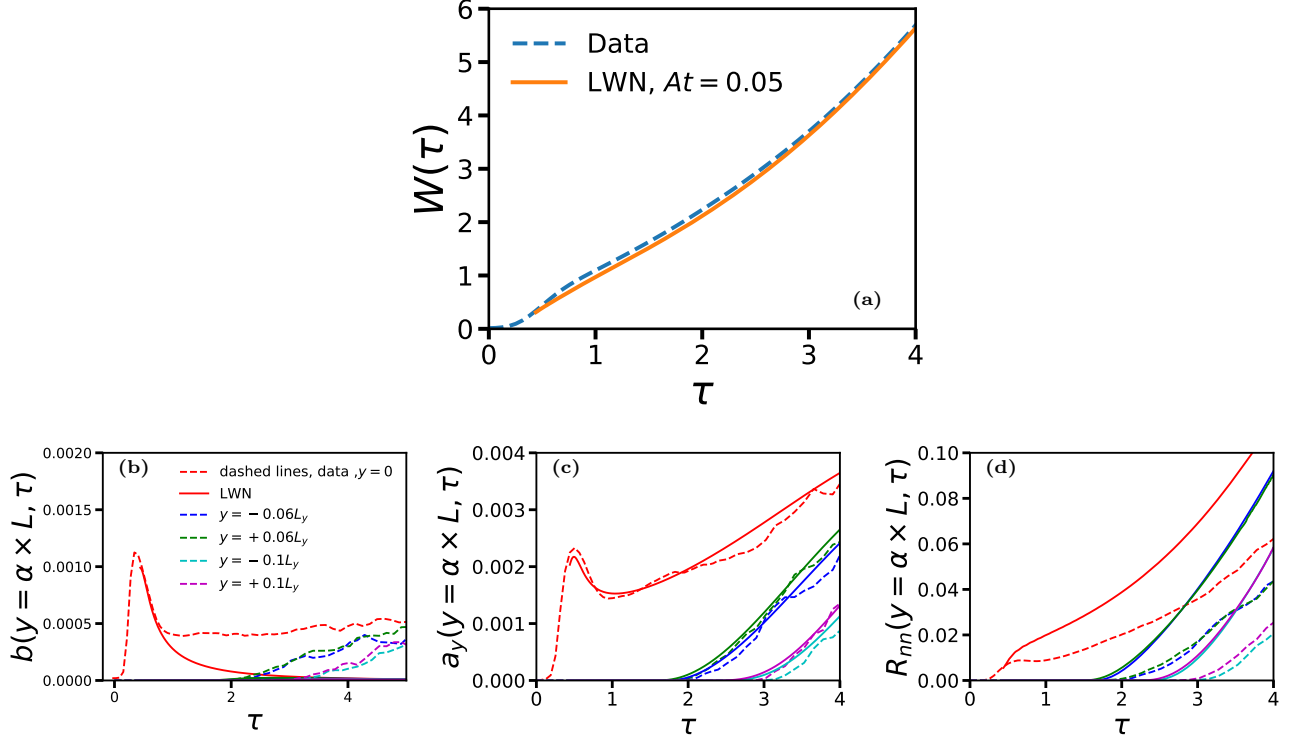 6
5
4
3
2
1
0
W(τ)
Data
LWN, At = 0.05
(a)
0 1 2 3 4
τ
0.0020
0.0015
0.0010
0.0005
0.0000
b(y = α × L, τ)
(b)
dashed lines, data ,y = 0
LWN
y = − 0.06L_y
y = + 0.06L_y
y = − 0.1L_y
y = + 0.1L_y
0 2 4
τ
0.004
0.003
0.002
0.001
0.000
a_y(y = α × L, τ)
(c)
0 1 2 3 4
τ
0.10
0.08
0.06
0.04
0.02
0.00
R_nn(y = α × L, τ)
(d)
0 1 2 3 4
τ